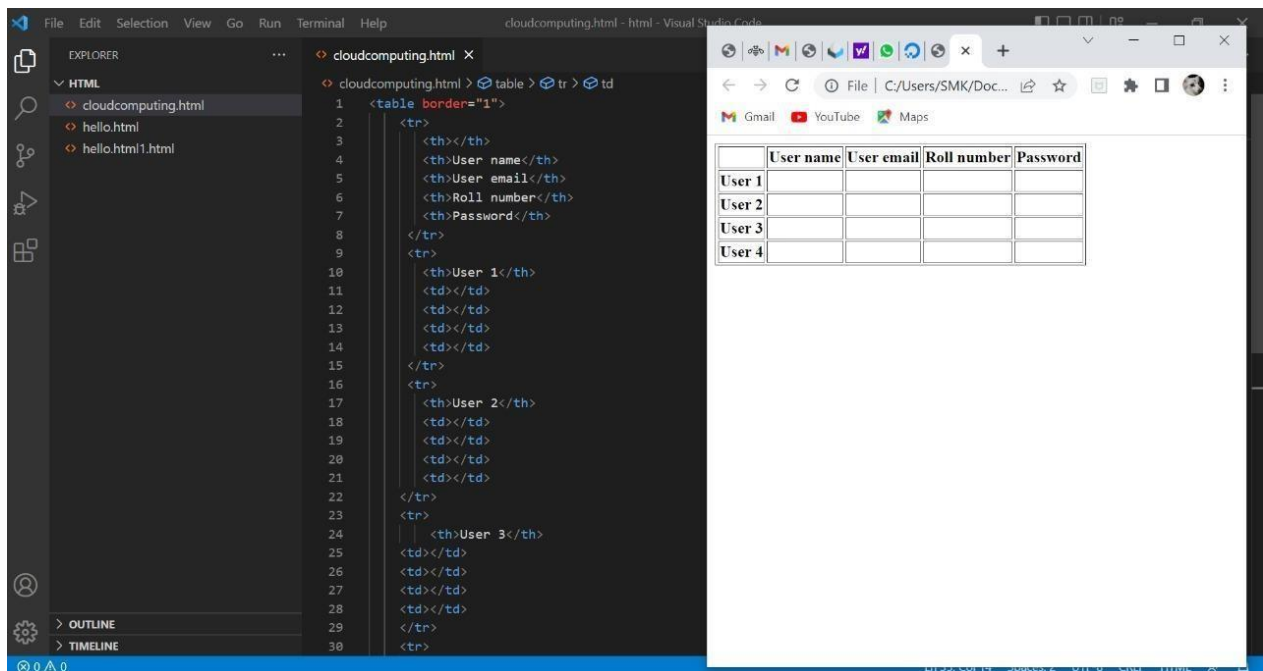 File Edit Selection View Go Run Terminal Help cloudcomputing.html - html - Visual Studio Code
EXPLORER
HTML
cloudcomputing.html
hello.html
hello.html1.html
OUTLINE
TIMELINE
0 0
cloudcomputing.html
cloudcomputing.html > table > tr > td
1 <table border="1">
2 <tr>
3 <th></th>
4 <th>User name</th>
5 <th>User email</th>
6 <th>Roll number</th>
7 <th>Password</th>
8 </tr>
9 <tr>
10 <th>User 1</th>
11 <td></td>
12 <td></td>
13 <td></td>
14 <td></td>
15 </tr>
16 <tr>
17 <th>User 2</th>
18 <td></td>
19 <td></td>
20 <td></td>
21 <td></td>
22 </tr>
23 <tr>
24 <th>User 3</th>
25 <td></td>
26 <td></td>
27 <td></td>
28 <td></td>
29 </tr>
30 <tr>
File | C:/Users/SMK/Doc...
Gmail YouTube Maps
User name User email Roll number Password
User 1
User 2
User 3
User 4